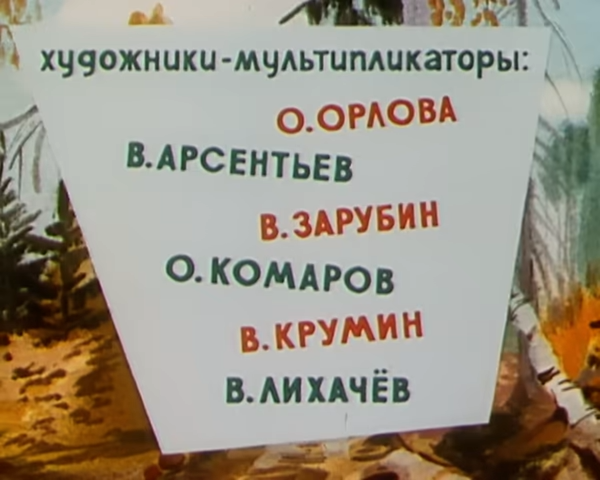 художники-мультипликаторы:
О.ОРЛОВА
В.АРСЕНТЬЕВ
В.ЗАРУБИН
О.КОМАРОВ
В.КРУМИН
В.ЛИХАЧЁВ